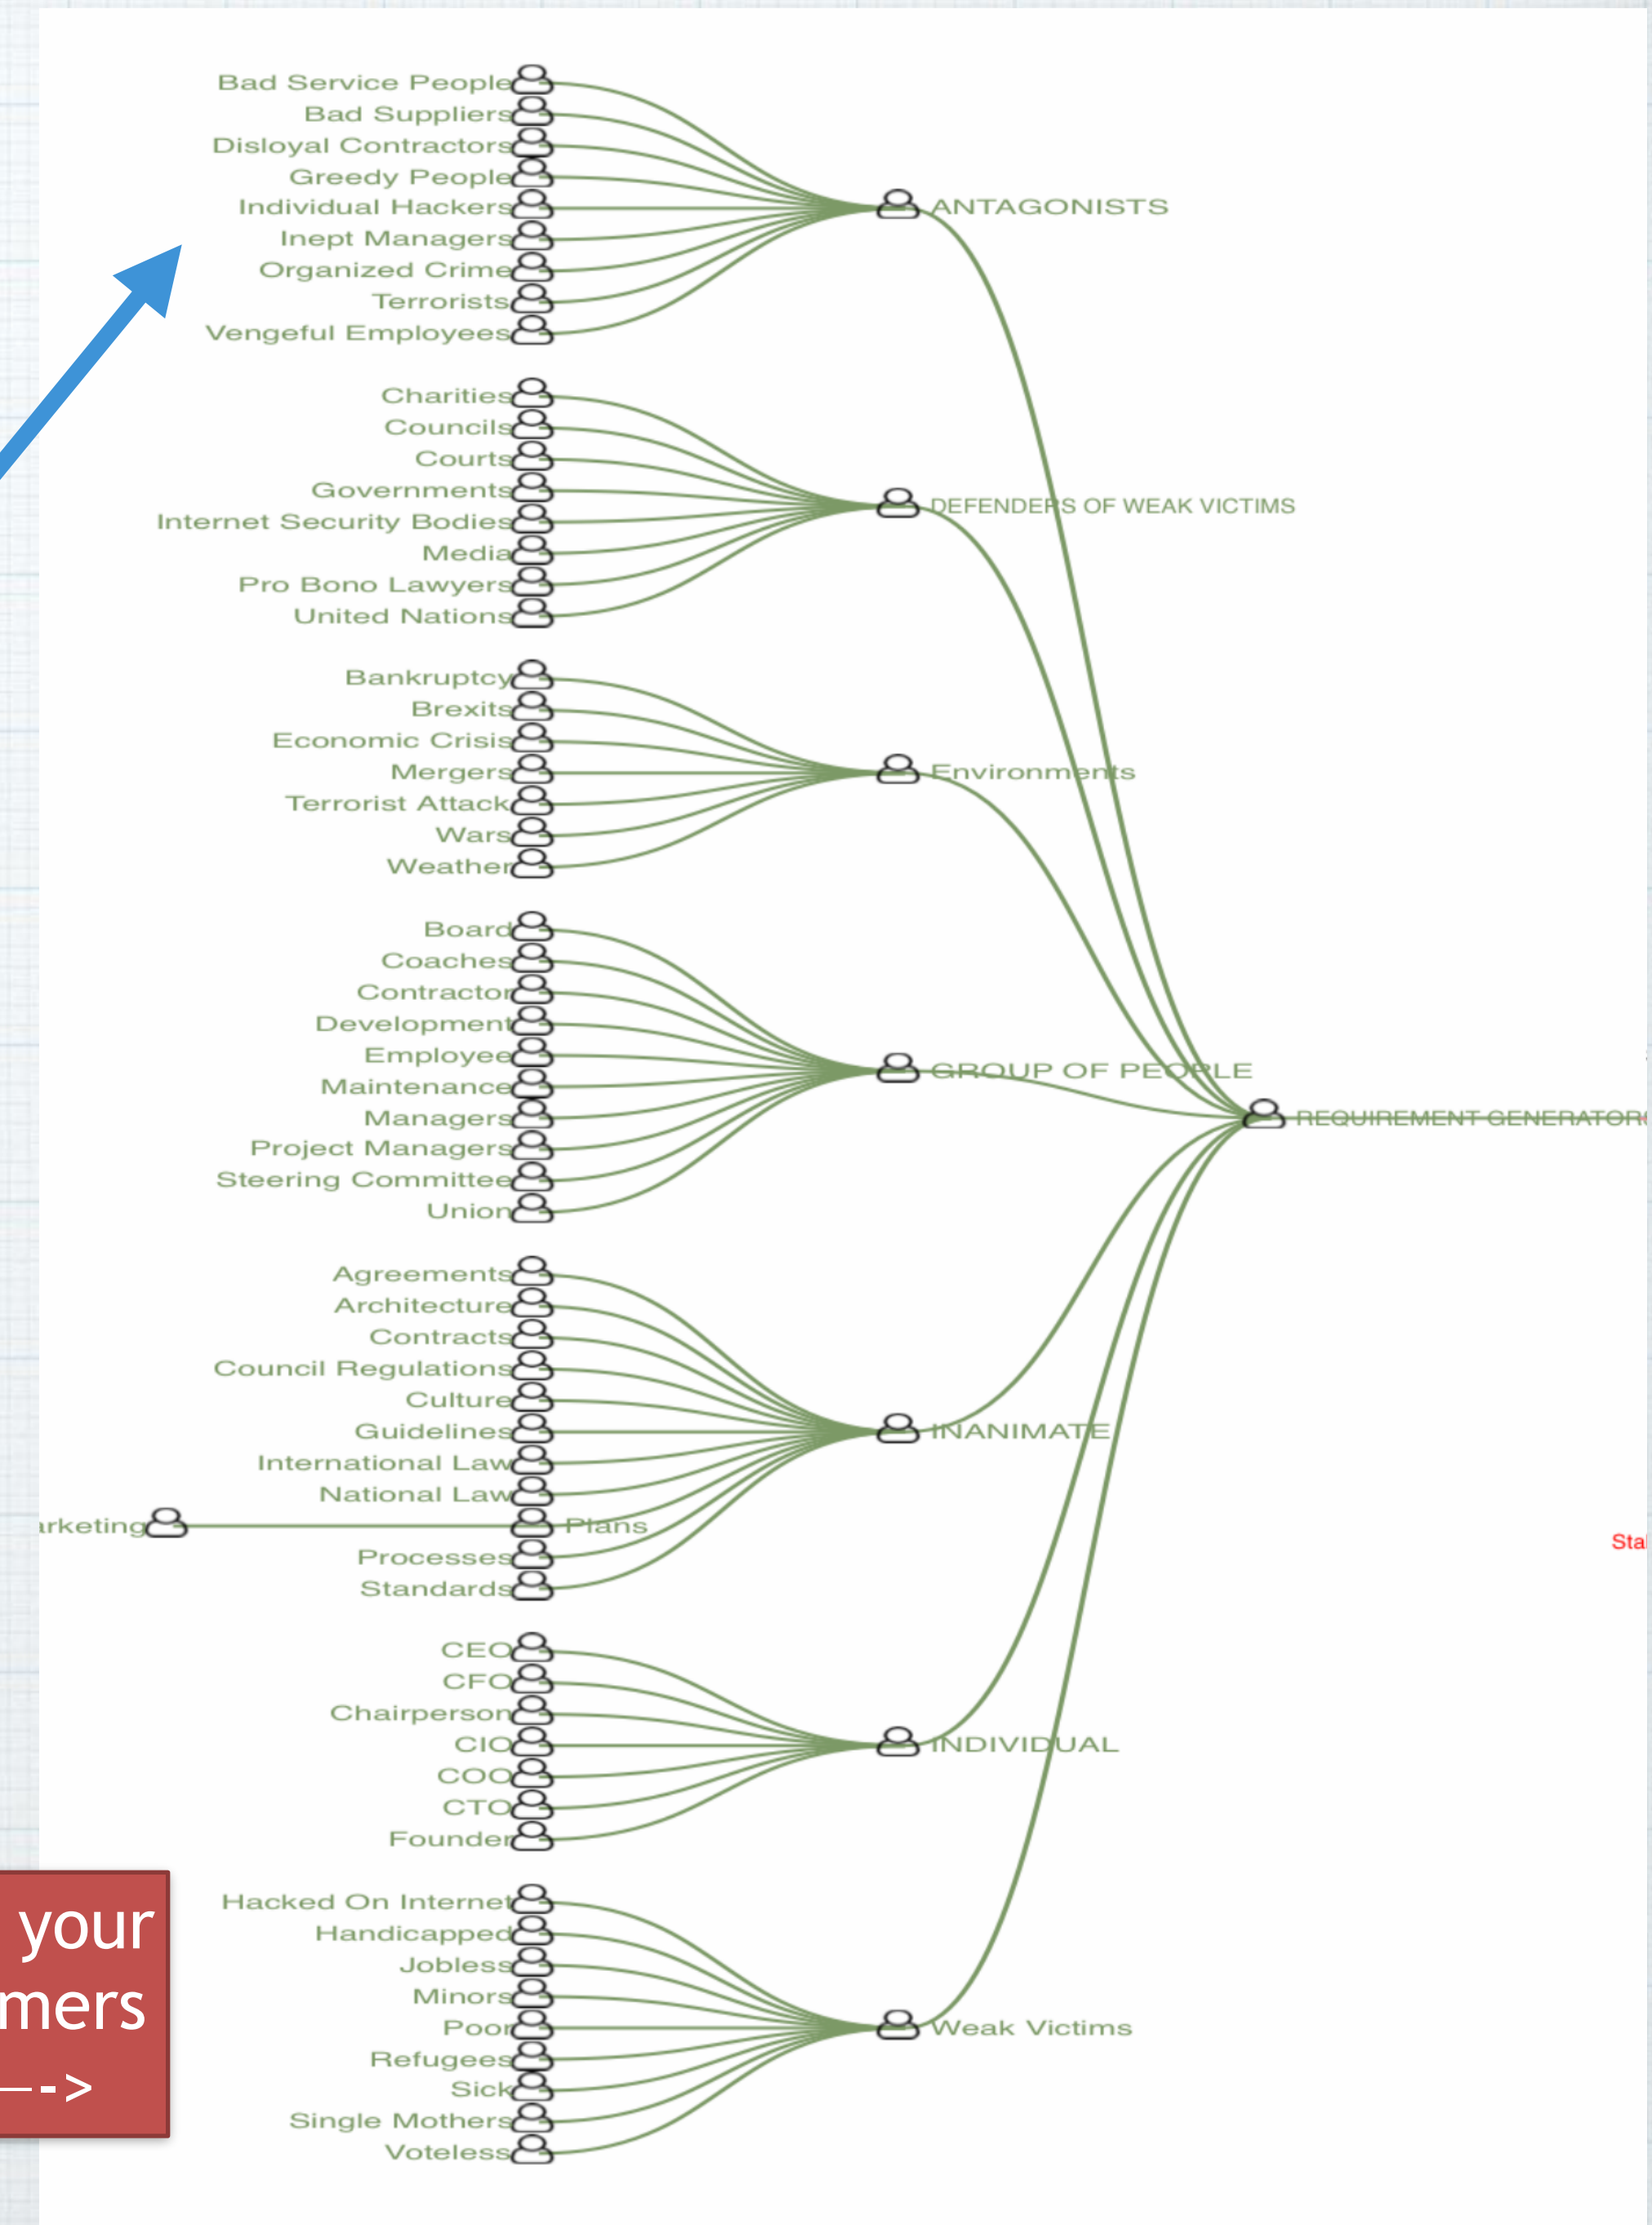 Bad Service People
Bad Suppliers
Disloyal Contractors
Greedy People
Individual Hackers
Inept Managers
Organized Crime
Terrorists
Vengeful Employees
ANTAGONISTS
Charities
Councils
Courts
Governments
Internet Security Bodies
Media
Pro Bono Lawyers
United Nations
DEFENDERS OF WEAK VICTIMS
Bankruptcy
Brexits
Economic Crisis
Mergers
Terrorist Attack
Wars
Weather
Environments
Board
Coaches
Contractor
Development
Employee
Maintenance
Managers
Project Managers
Steering Committee
Union
GROUP OF PEOPLE
REQUIREMENT GENERATORS
Agreements
Architecture
Contracts
Council Regulations
Culture
Guidelines
International Law
National Law
arketing
Plans
Processes
Standards
INANIMATE
CEO
CFO
Chairperson
CIO
COO
CTO
Founder
INDIVIDUAL
Hacked On Internet
Handicapped
Jobless
Minors
Poor
Refugees
Sick
Single Mothers
Voteless
Weak Victims
your
mers
—->